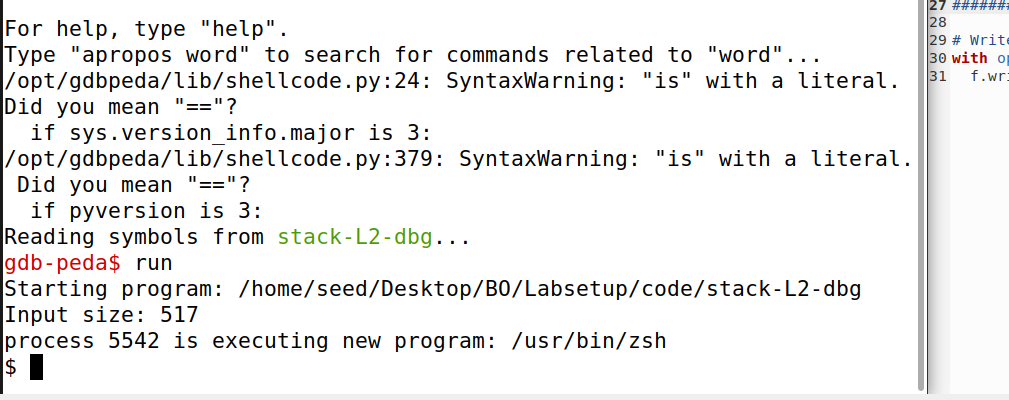 For help, type "help".
Type "apropos word" to search for commands related to "word"...
/opt/gdbpeda/lib/shellcode.py:24: SyntaxWarning: "is" with a literal.
Did you mean "=="?
  if sys.version_info.major is 3:
/opt/gdbpeda/lib/shellcode.py:379: SyntaxWarning: "is" with a literal.
 Did you mean "=="?
  if pyversion is 3:
Reading symbols from stack-L2-dbg...
gdb-peda$ run
Starting program: /home/seed/Desktop/BO/Labsetup/code/stack-L2-dbg
Input size: 517
process 5542 is executing new program: /usr/bin/zsh
$
27 #######
28
29 # Write
30 with op
31   f.wri